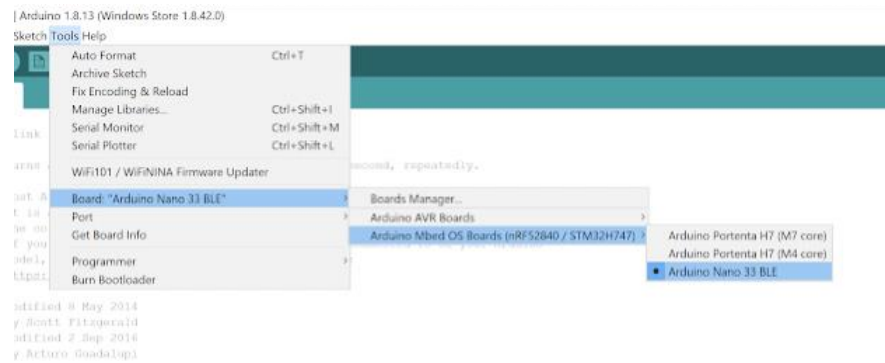 | Arduino 1.8.13 (Windows Store 1.8.42.0)
Sketch Tools Help
Auto Format Ctrl+T
Archive Sketch
Fix Encoding & Reload
Manage Libraries... Ctrl+Shift+I
Serial Monitor Ctrl+Shift+M
Serial Plotter Ctrl+Shift+L
link
second, repeatedly.
WiFi101 / WiFiNINA Firmware Updater
Board: "Arduino Nano 33 BLE"
Boards Manager...
Port
Arduino AVR Boards
Get Board Info
Arduino Mbed OS Boards (nRF52840 / STM32H747)
Arduino Portenta H7 (M7 core)
Arduino Portenta H7 (M4 core)
Arduino Nano 33 BLE
f you
Programmer
Burn Bootloader
odified 8 May 2014
y Scott Fitzgerald
odified 2 Sep 2016
y Arturo Guadalupi